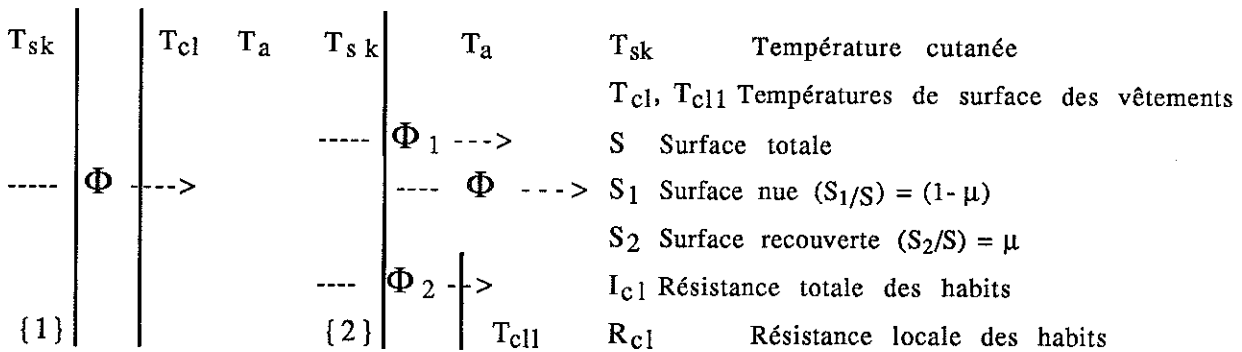 T_sk T_cl T_a T_sk T_a T_sk Température cutanée
T_cl, T_cl1 Températures de surface des vêtements
----- Φ_1 ---> S Surface totale
----- Φ ----> ---- Φ ---> S_1 Surface nue (S_1/S) = (1- μ)
S_2 Surface recouverte (S_2/S) = μ
---- Φ_2 --> I_cl Résistance totale des habits
{1} {2} T_cl1 R_cl Résistance locale des habits